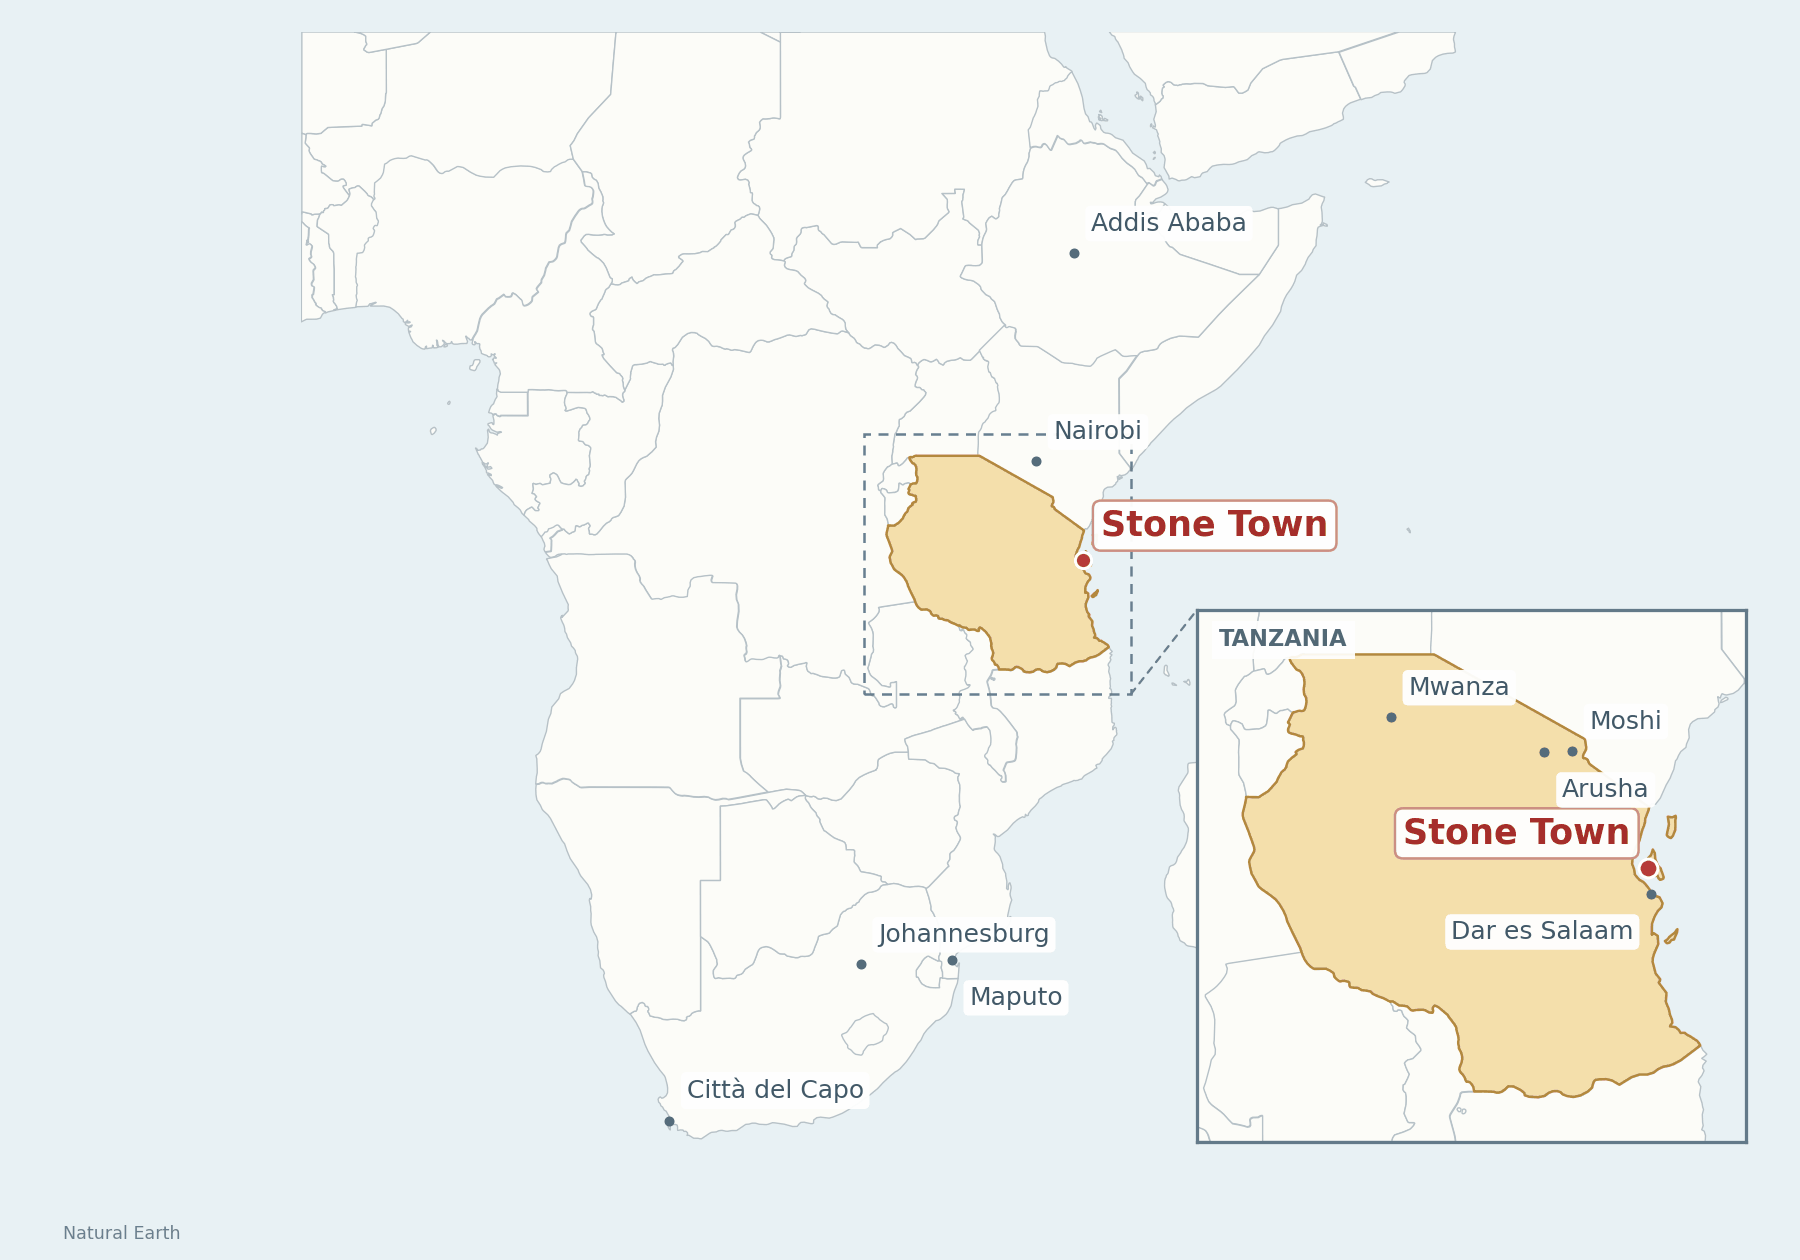 Addis Ababa
Nairobi
Stone Town
TANZANIA
Mwanza
Moshi
Arusha
Stone Town
Dar es Salaam
Johannesburg
Maputo
Città del Capo
Natural Earth